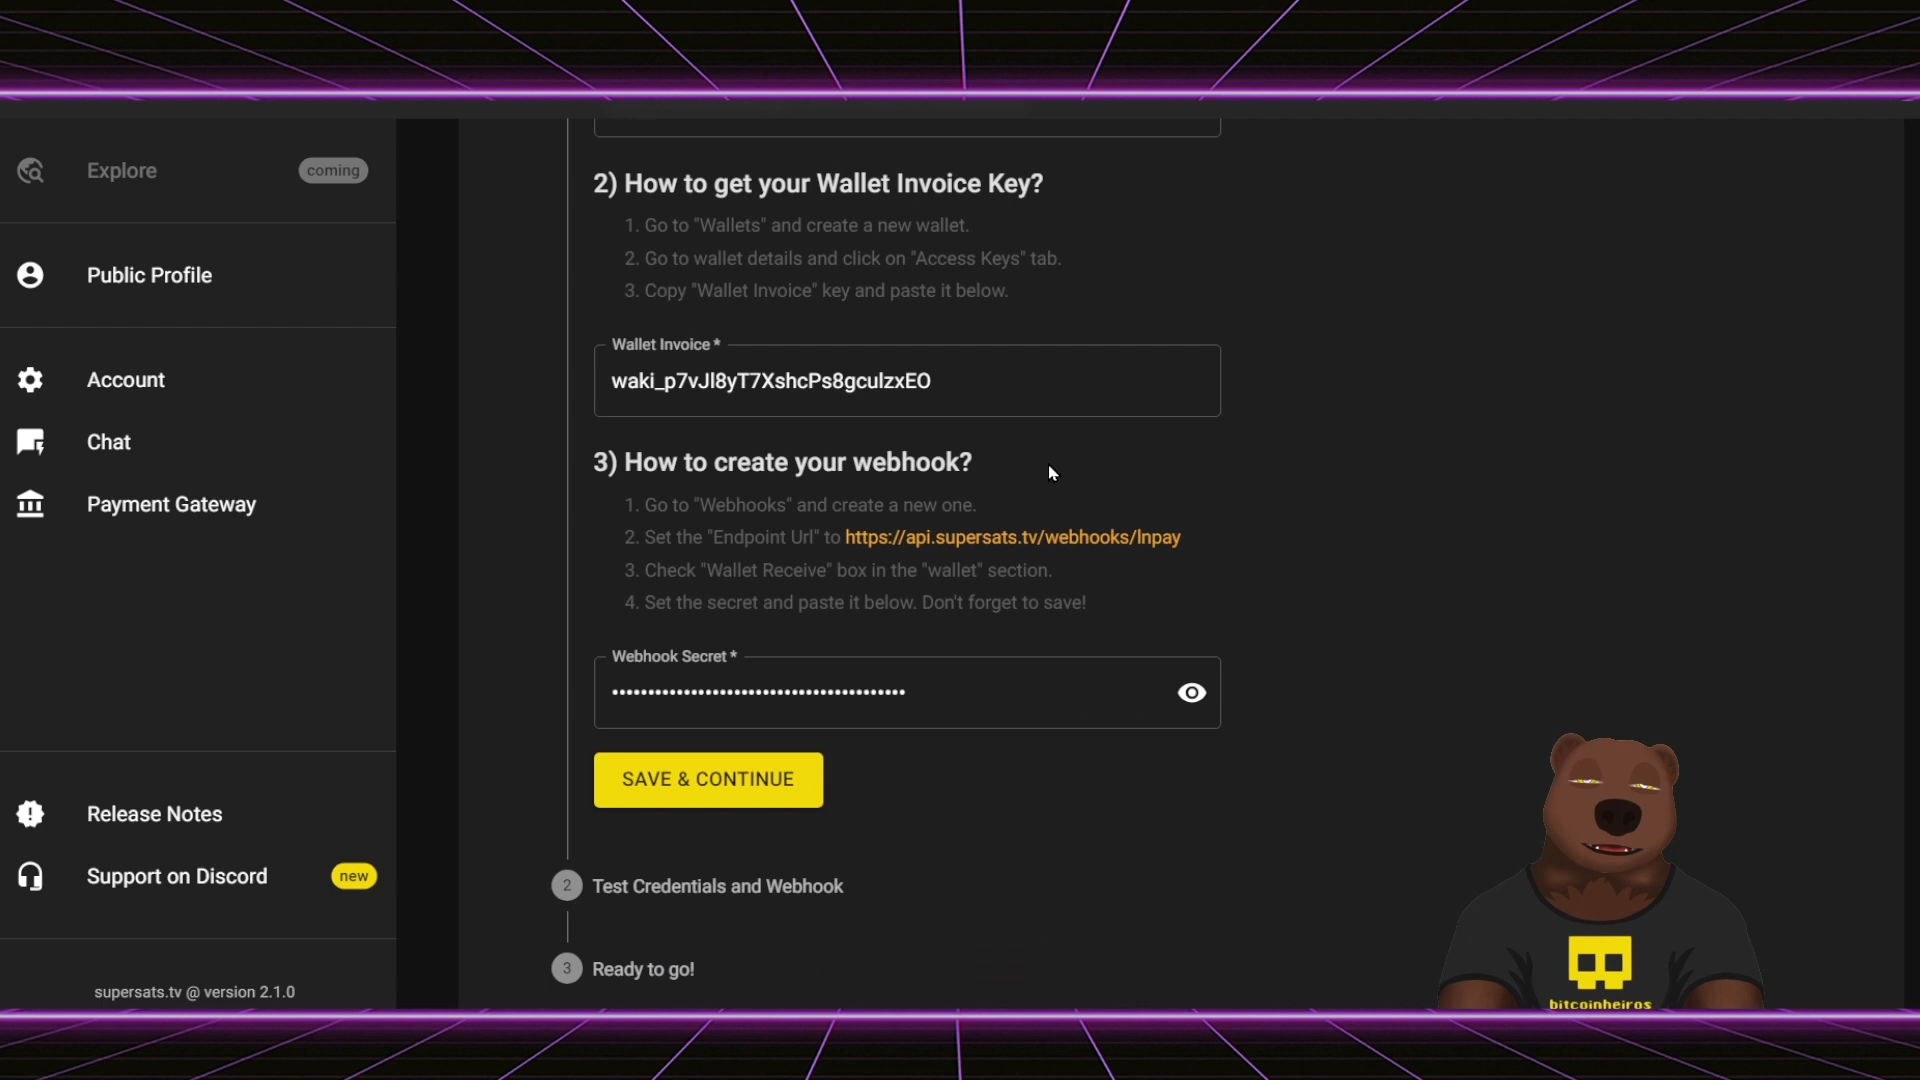 Explore
coming
Public Profile
Account
Chat
Payment Gateway
Release Notes
Support on Discord
new
supersats.tv @ version 2.1.0
2) How to get your Wallet Invoice Key?
1. Go to "Wallets" and create a new wallet.
2. Go to wallet details and click on "Access Keys" tab.
3. Copy "Wallet Invoice" key and paste it below.
Wallet Invoice *
waki_p7vJl8yT7XshcPs8gculzxEO
3) How to create your webhook?
1. Go to "Webhooks" and create a new one.
2. Set the "Endpoint Url" to https://api.supersats.tv/webhooks/lnpay
3. Check "Wallet Receive" box in the "wallet" section.
4. Set the secret and paste it below. Don't forget to save!
Webhook Secret *
SAVE & CONTINUE
2 Test Credentials and Webhook
3 Ready to go!
bitcoinheiros